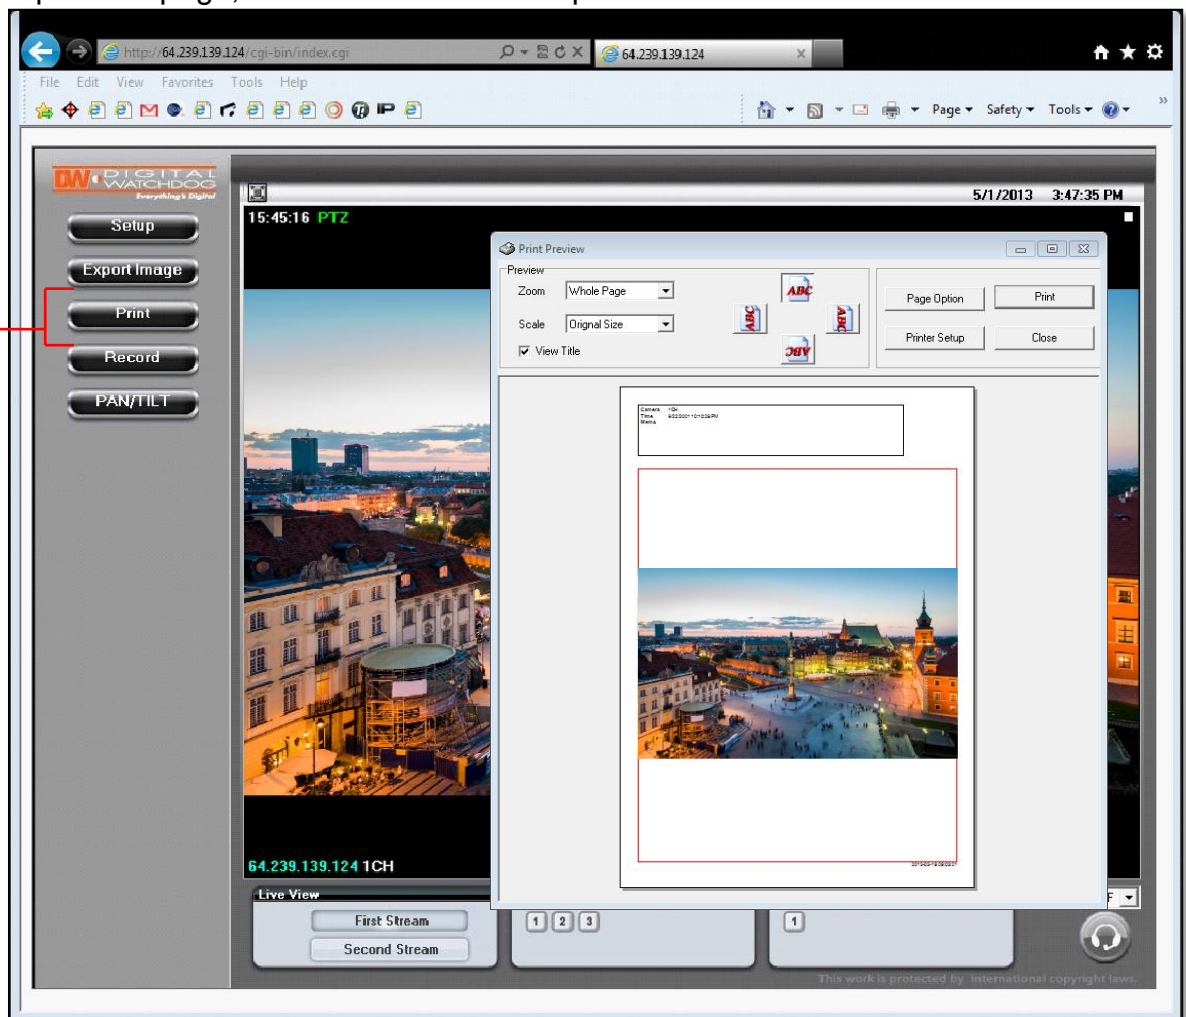 http://64.239.139.124/cgi-bin/index.cgi
64.239.139.124
File Edit View Favorites Tools Help
Page Safety Tools
DW DIGITAL
WATCHDOG
Everything's Digital
5/1/2013 3:47:35 PM
Setup
Export Image
Print
Record
PAN/TILT
15:45:16 PTZ
Print Preview
Preview
Zoom Whole Page
Scale Orignal Size
View Title
ABC
ABC
ABC
ABC
Page Option
Print
Printer Setup
Close
Camera 1CH
Time
Memo
64.239.139.124 1CH
Live View
First Stream
Second Stream
1 2 3
1
F
This work is protected by international copyright laws.